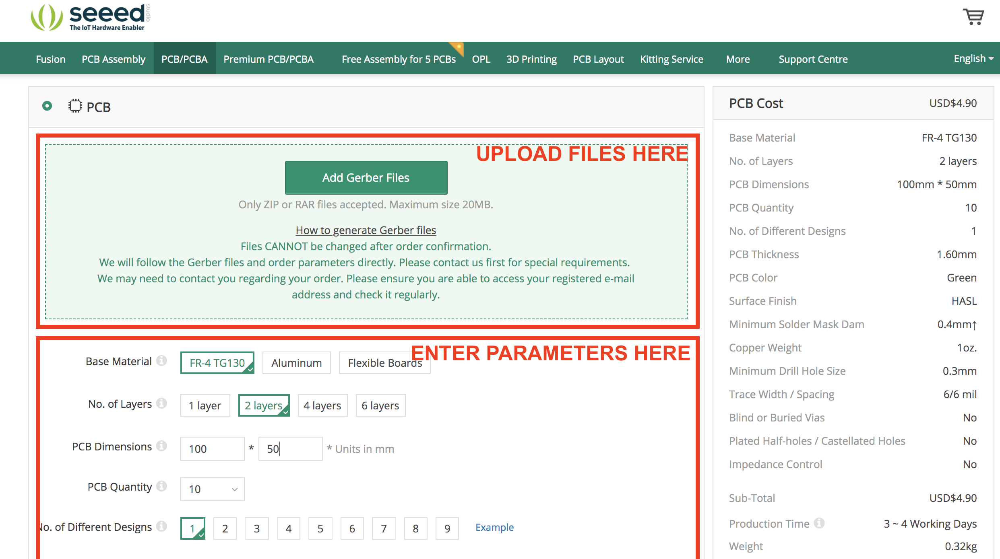 seeed studio
The IoT Hardware Enabler
Fusion PCB Assembly PCB/PCBA Premium PCB/PCBA Free Assembly for 5 PCBs OPL 3D Printing PCB Layout Kitting Service More Support Centre English
PCB
UPLOAD FILES HERE
Add Gerber Files
Only ZIP or RAR files accepted. Maximum size 20MB.
How to generate Gerber files
Files CANNOT be changed after order confirmation.
We will follow the Gerber files and order parameters directly. Please contact us first for special requirements.
We may need to contact you regarding your order. Please ensure you are able to access your registered e-mail
address and check it regularly.
ENTER PARAMETERS HERE
Base Material FR-4 TG130 Aluminum Flexible Boards
No. of Layers 1 layer 2 layers 4 layers 6 layers
PCB Dimensions 100 * 50 * Units in mm
PCB Quantity 10
No. of Different Designs 1 2 3 4 5 6 7 8 9 Example
PCB Cost USD$4.90
Base Material FR-4 TG130
No. of Layers 2 layers
PCB Dimensions 100mm * 50mm
PCB Quantity 10
No. of Different Designs 1
PCB Thickness 1.60mm
PCB Color Green
Surface Finish HASL
Minimum Solder Mask Dam 0.4mm↑
Copper Weight 1oz.
Minimum Drill Hole Size 0.3mm
Trace Width / Spacing 6/6 mil
Blind or Buried Vias No
Plated Half-holes / Castellated Holes No
Impedance Control No
Sub-Total USD$4.90
Production Time 3 ~ 4 Working Days
Weight 0.32kg